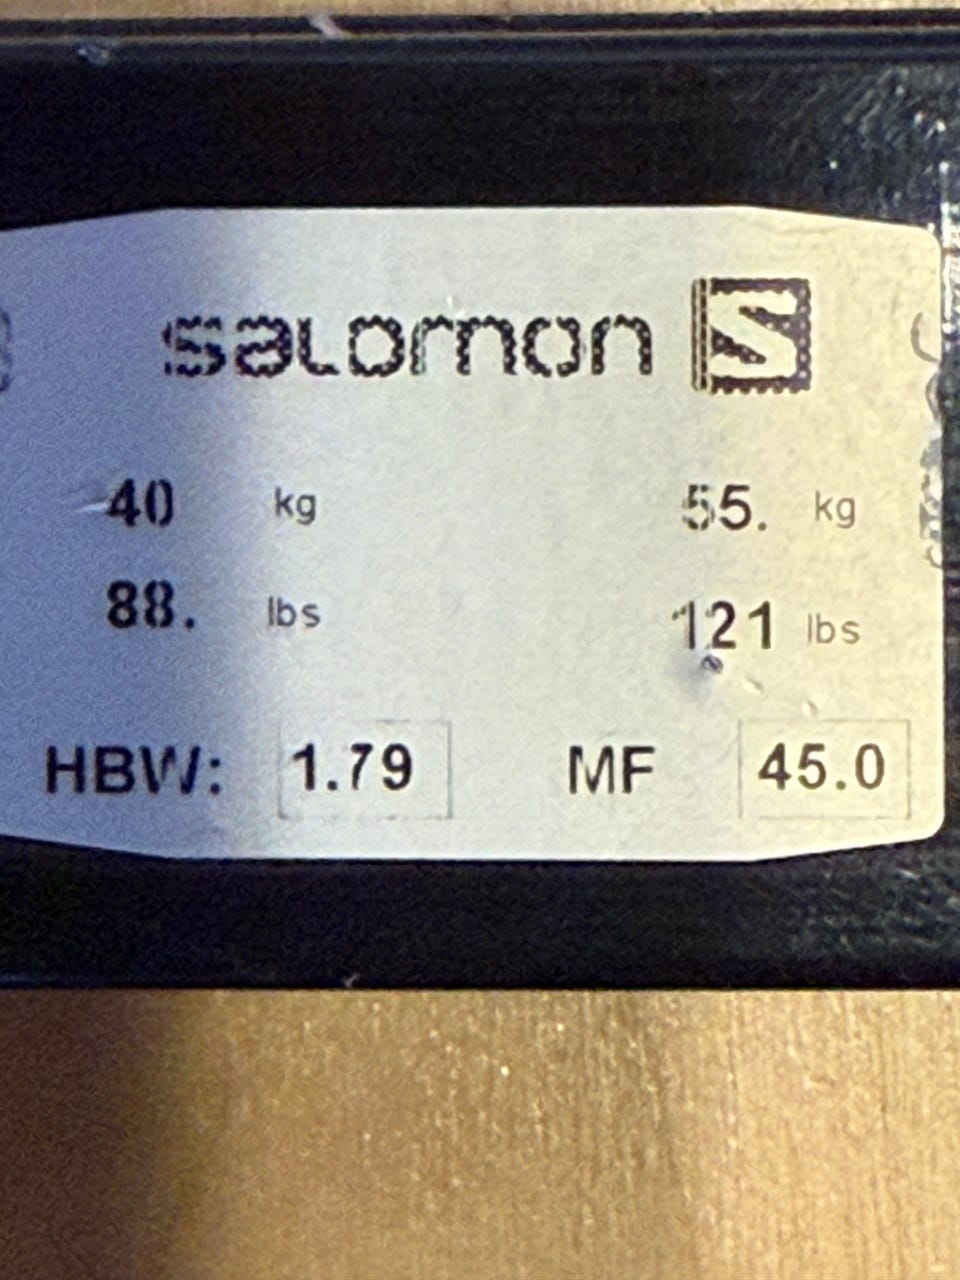 salomon S
40 kg 55. kg
88. lbs 121 lbs
HBW: 1.79 MF 45.0